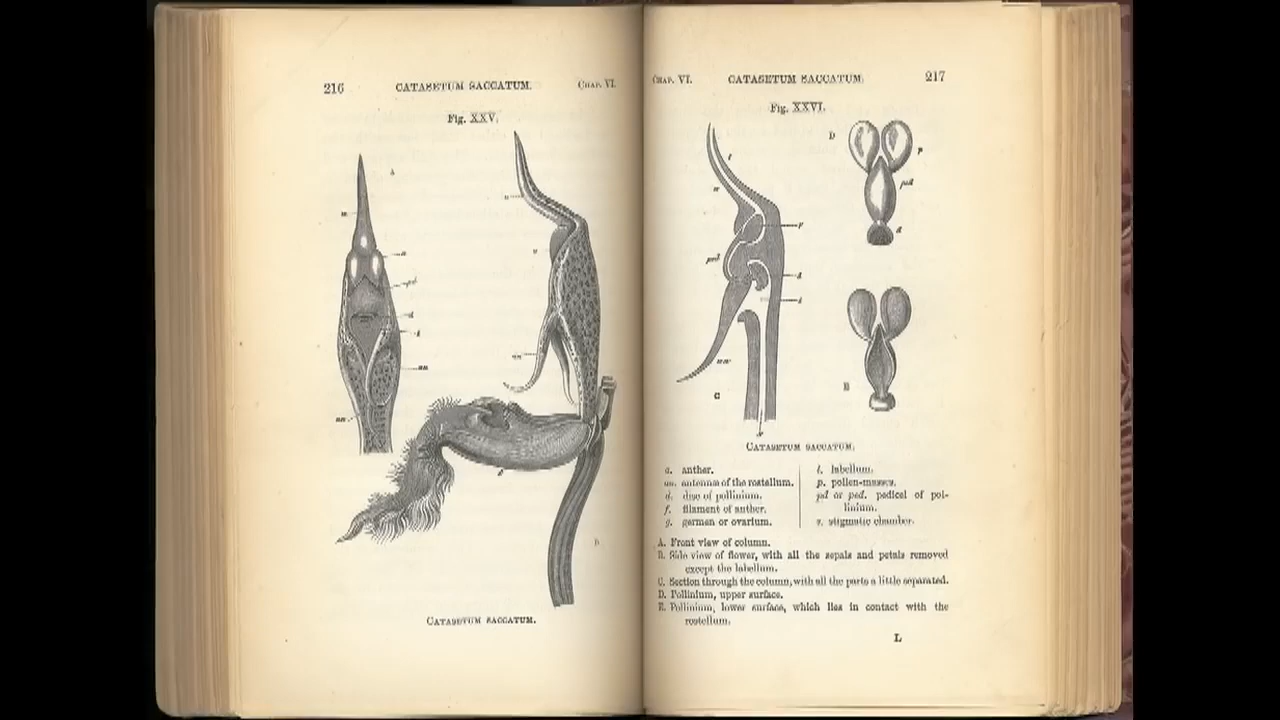 216 CATASETUM SACCATUM. CHAP. VI.
Fig. XXV.
CATASETUM SACCATUM.
CHAP. VI. CATASETUM SACCATUM. 217
Fig. XXVI.
D
p
ped
d
C
E
CATASETUM SACCATUM.
a. anther.
an. antennæ of the rostellum.
d. disc of pollinium.
f. filament of anther.
g. germen or ovarium.
l. labellum.
p. pollen-masses.
pd or ped. pedicel of pol-
linium.
s. stigmatic chamber.
A. Front view of column.
B. Side view of flower, with all the sepals and petals removed
except the labellum.
C. Section through the column, with all the parts a little separated.
D. Pollinium, upper surface.
E. Pollinium, lower surface, which lies in contact with the
rostellum.
L